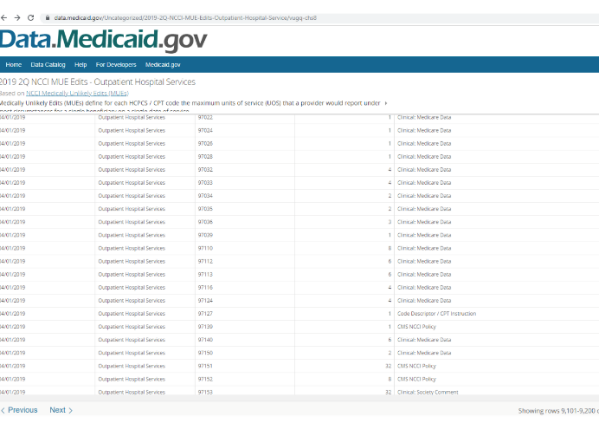 data.medicaid.gov/Uncategorized/2019-2Q-NCCI-MUE-Edits-Outpatient-Hospital-Service/
Data.Medicaid.gov
Home Data Catalog Help For Developers Medicaid.gov
2019 2Q NCCI MUE Edits - Outpatient Hospital Services
Based on NCCI Medically Unlikely Edits (MUEs)
Medically Unlikely Edits (MUEs) define for each HCPCS / CPT code the maximum units of service (UOS) that a provider would report under
most circumstances for a single beneficiary on a single date of service
04/01/2019 Outpatient Hospital Services 97022 1 Clinical: Medicare Data
04/01/2019 Outpatient Hospital Services 97024 1 Clinical: Medicare Data
04/01/2019 Outpatient Hospital Services 97026 1 Clinical: Medicare Data
04/01/2019 Outpatient Hospital Services 97028 1 Clinical: Medicare Data
04/01/2019 Outpatient Hospital Services 97032 4 Clinical: Medicare Data
04/01/2019 Outpatient Hospital Services 97033 4 Clinical: Medicare Data
04/01/2019 Outpatient Hospital Services 97034 2 Clinical: Medicare Data
04/01/2019 Outpatient Hospital Services 97035 2 Clinical: Medicare Data
04/01/2019 Outpatient Hospital Services 97036 Clinical: Medicare Data
04/01/2019 Outpatient Hospital Services 97039 1 Clinical: Medicare Data
04/01/2019 Outpatient Hospital Services 97110 8 Clinical: Medicare Data
04/01/2019 Outpatient Hospital Services 97112 Clinical: Medicare Data
04/01/2019 Outpatient Hospital Services 97113 Clinical: Medicare Data
04/01/2019 Outpatient Hospital Services 97116 4 Clinical: Medicare Data
04/01/2019 Outpatient Hospital Services 97124 4 Clinical: Medicare Data
04/01/2019 Outpatient Hospital Services 97127 1 Code Descriptor / CPT Instruction
04/01/2019 Outpatient Hospital Services 97139 1 CMS NCCI Policy
04/01/2019 Outpatient Hospital Services 97140 6 Clinical: Medicare Data
04/01/2019 Outpatient Hospital Services 97150 2 Clinical: Medicare Data
04/01/2019 Outpatient Hospital Services 97151 32 CMS NCCI Policy
04/01/2019 Outpatient Hospital Services 97152 8 CMS NCCI Policy
04/01/2019 Outpatient Hospital Services 97153 32 Clinical: Society Comment
Previous Next
Showing rows 9,101-9,200